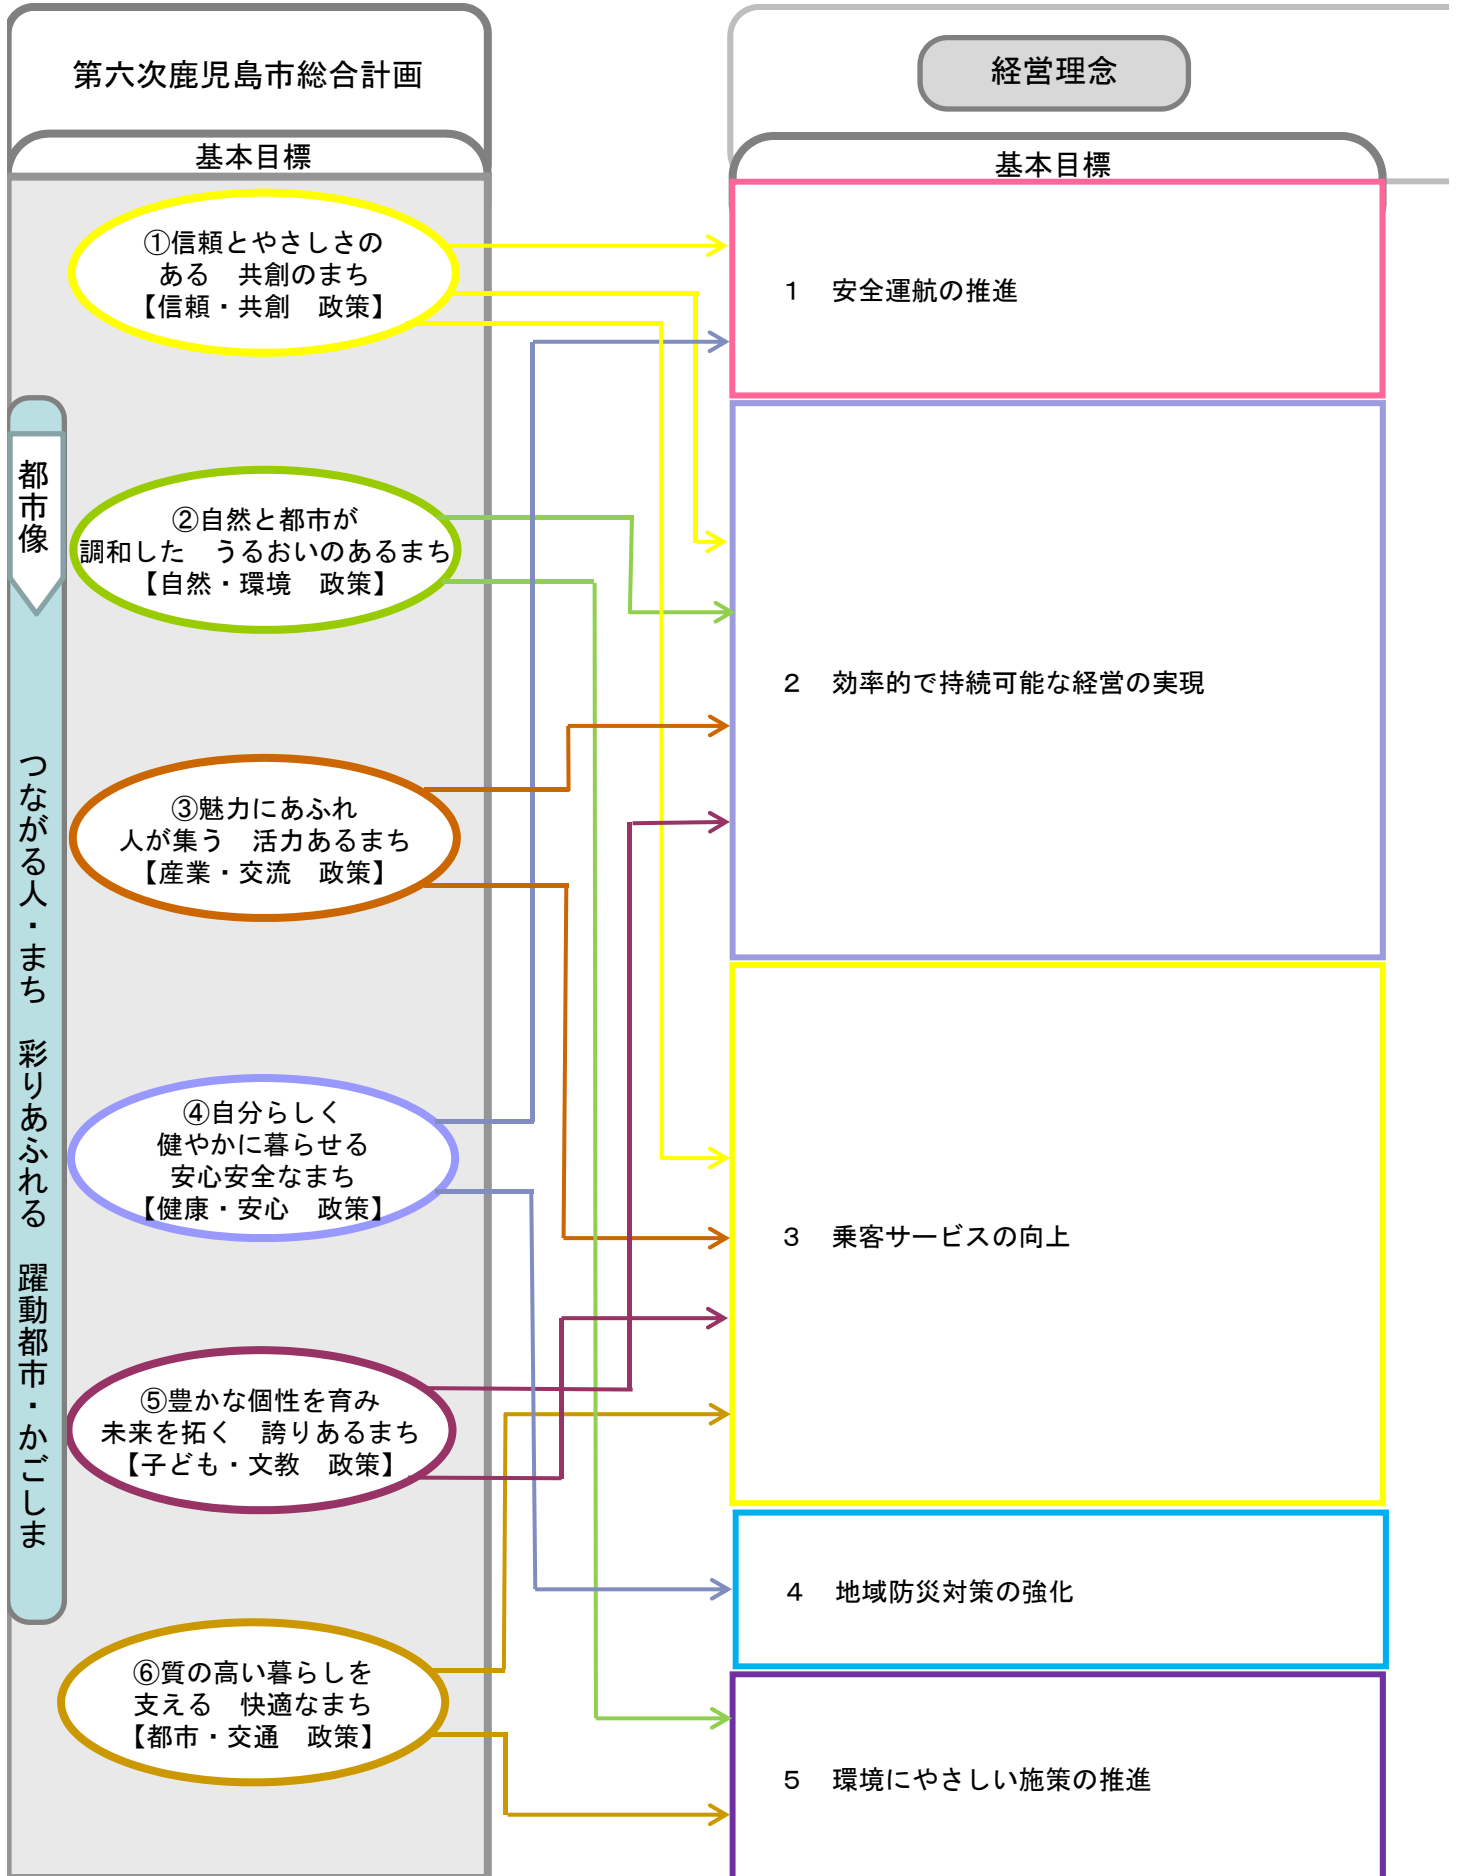 第六次鹿児島市総合計画
基本目標
①信頼とやさしさの
ある　共創のまち
【信頼・共創　政策】
②自然と都市が
調和した　うるおいのあるまち
【自然・環境　政策】
③魅力にあふれ
人が集う　活力あるまち
【産業・交流　政策】
④自分らしく
健やかに暮らせる
安心安全なまち
【健康・安心　政策】
⑤豊かな個性を育み
未来を拓く　誇りあるまち
【子ども・文教　政策】
⑥質の高い暮らしを
支える　快適なまち
【都市・交通　政策】
都市像
つながる人・まち　彩りあふれる　躍動都市・かごしま
経営理念
基本目標
１　安全運航の推進
２　効率的で持続可能な経営の実現
３　乗客サービスの向上
４　地域防災対策の強化
５　環境にやさしい施策の推進